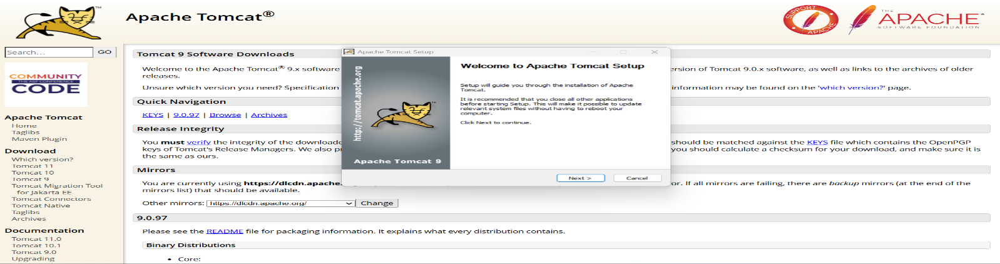 Apache Tomcat®
SUPPORT APACHE
THE APACHE®
SOFTWARE FOUNDATION
Search... GO
COMMUNITY
THE ASF CONFERENCE
CODE
Apache Tomcat
Home
Taglibs
Maven Plugin
Download
Which version?
Tomcat 11
Tomcat 10
Tomcat 9
Tomcat Migration Tool
for Jakarta EE
Tomcat Connectors
Tomcat Native
Taglibs
Archives
Documentation
Tomcat 11.0
Tomcat 10.1
Tomcat 9.0
Upgrading
Tomcat 9 Software Downloads
Welcome to the Apache Tomcat® 9.x software ersion of Tomcat 9.0.x software, as well as links to the archives of older
releases.
Unsure which version you need? Specification information may be found on the 'which version?' page.
Quick Navigation
KEYS | 9.0.97 | Browse | Archives
Release Integrity
You must verify the integrity of the downloade should be matched against the KEYS file which contains the OpenPGP
keys of Tomcat's Release Managers. We also pr you should calculate a checksum for your download, and make sure it is
the same as ours.
Mirrors
You are currently using https://dlcdn.apache. or. If all mirrors are failing, there are backup mirrors (at the end of the
mirrors list) that should be available.
Other mirrors: https://dlcdn.apache.org/ Change
9.0.97
Please see the README file for packaging information. It explains what every distribution contains.
Binary Distributions
• Core:
Apache Tomcat Setup
http://tomcat.apache.org
TM
Apache Tomcat 9
Welcome to Apache Tomcat Setup
Setup will guide you through the installation of Apache
Tomcat.
It is recommended that you close all other applications
before starting Setup. This will make it possible to update
relevant system files without having to reboot your
computer.
Click Next to continue.
Next > Cancel